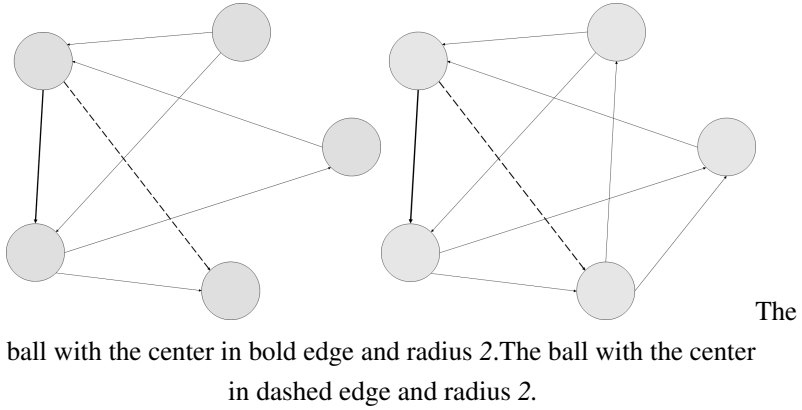 The
ball with the center in bold edge and radius 2.The ball with the center
in dashed edge and radius 2.